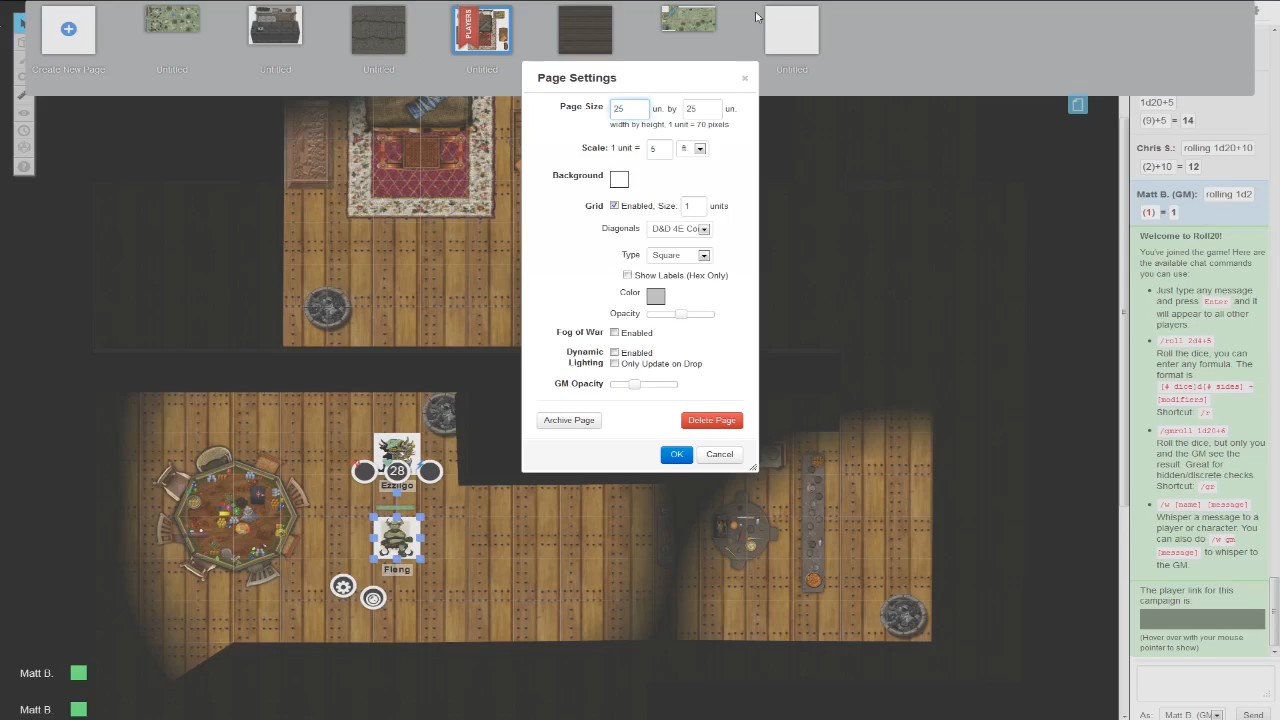 PLAYERS
Create New Page
Untitled
Untitled
Untitled
Untitled
Untitled
Page Settings
×
Page Size
25
un. by
25
un.
width by height, 1 unit = 70 pixels
Scale: 1 unit =
5
ft.
Background
Grid
Enabled, Size:
1
units
Diagonals
D&D 4E Co
Type
Square
Show Labels (Hex Only)
Color
Opacity
Fog of War
Enabled
Dynamic
Lighting
Enabled
Only Update on Drop
GM Opacity
Archive Page
Delete Page
OK
Cancel
28
Ezziigo
Flang
Matt B.
Matt B.
1d20+5
(9)+5 = 14
Chris S.: rolling 1d20+10
(2)+10 = 12
Matt B. (GM): rolling 1d2
(1) = 1
Welcome to Roll20!
You've joined the game! Here are
the available chat commands
you can use:
Just type any message
and press Enter and it
will appear to all other
players.
/roll 2d4+5
Roll the dice, you can
enter any formula. The
format is
[# dice]d[# sides] +
[modifiers]
Shortcut: /r
/gmroll 1d20+6
Roll the dice, but only you
and the GM see the
result. Great for
hidden/discrete checks.
Shortcut: /gr
/w [name] [message]
Whisper a message to a
player or character. You
can also do /w gm
[message] to whisper to
the GM.
The player link for this
campaign is:
(Hover over with your mouse
pointer to show)
As:
Matt B. (GM
Send